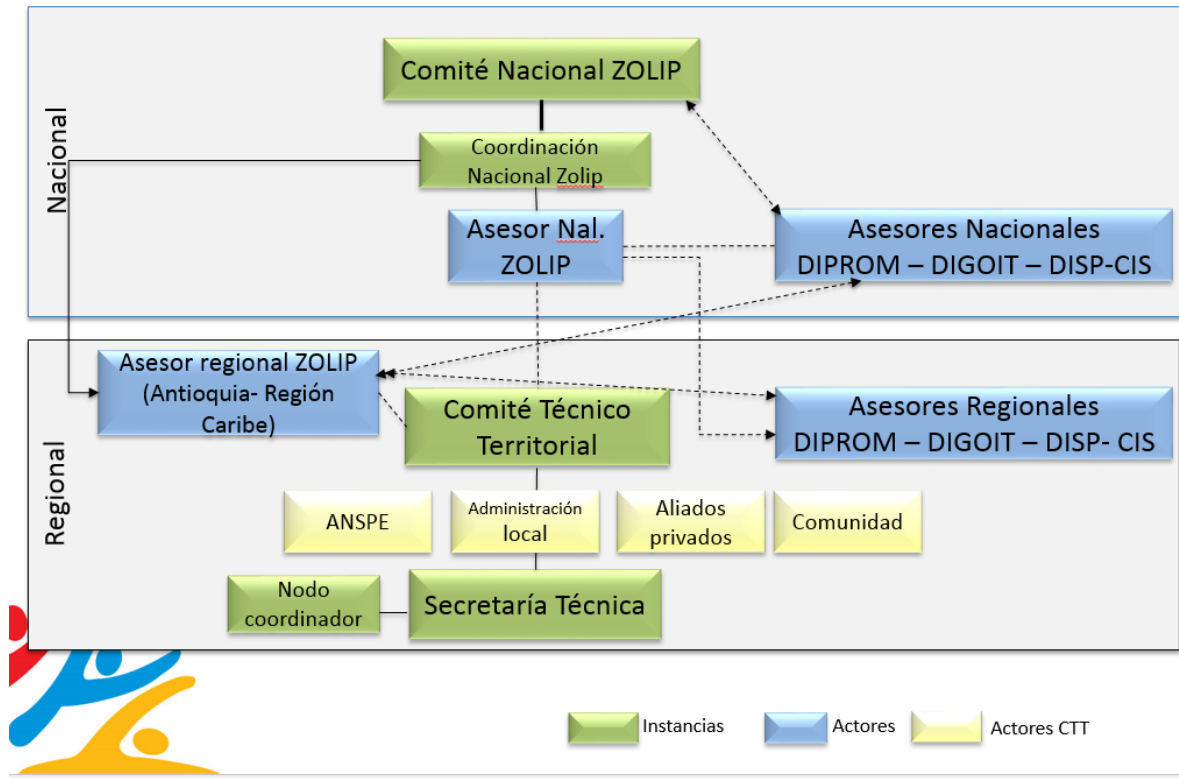 Nacional
Comité Nacional ZOLIP
Coordinación
Nacional Zolip
Asesor Nal.
ZOLIP
Asesores Nacionales
DIPROM – DIGOIT – DISP-CIS
Regional
Asesor regional ZOLIP
(Antioquia- Región
Caribe)
Comité Técnico
Territorial
Asesores Regionales
DIPROM – DIGOIT – DISP- CIS
ANSPE
Administración
local
Aliados
privados
Comunidad
Nodo
coordinador
Secretaría Técnica
Instancias
Actores
Actores CTT